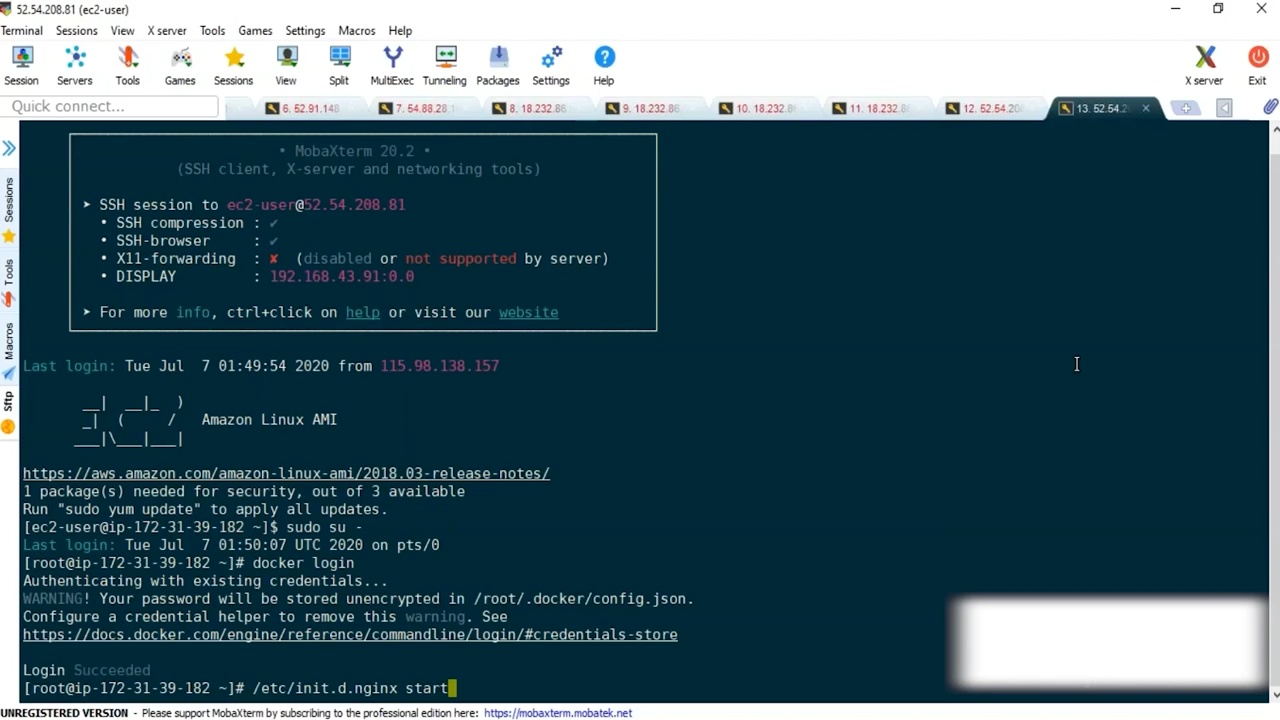 52.54.208.81 (ec2-user)
Terminal Sessions View X server Tools Games Settings Macros Help
Session Servers Tools Games Sessions View Split MultiExec Tunneling Packages Settings Help X server Exit
Quick connect... 6. 52.91.148 7. 54.88.28.1 8. 18.232.86 9. 18.232.86 10. 18.232.8 11. 18.232.8 12. 52.54.20 13. 52.54.2
• MobaXterm 20.2 •
(SSH client, X-server and networking tools)
➤ SSH session to ec2-user@52.54.208.81
• SSH compression : ✔
• SSH-browser : ✔
• X11-forwarding : ✘ (disabled or not supported by server)
• DISPLAY : 192.168.43.91:0.0
➤ For more info, ctrl+click on help or visit our website
Last login: Tue Jul 7 01:49:54 2020 from 115.98.138.157
__| __|_ )
_| ( / Amazon Linux AMI
___|\___|___|
https://aws.amazon.com/amazon-linux-ami/2018.03-release-notes/
1 package(s) needed for security, out of 3 available
Run "sudo yum update" to apply all updates.
[ec2-user@ip-172-31-39-182 ~]$ sudo su -
Last login: Tue Jul 7 01:50:07 UTC 2020 on pts/0
[root@ip-172-31-39-182 ~]# docker login
Authenticating with existing credentials...
WARNING! Your password will be stored unencrypted in /root/.docker/config.json.
Configure a credential helper to remove this warning. See
https://docs.docker.com/engine/reference/commandline/login/#credentials-store
Login Succeeded
[root@ip-172-31-39-182 ~]# /etc/init.d.nginx start
Sessions
Tools
Macros
Sftp
UNREGISTERED VERSION - Please support MobaXterm by subscribing to the professional edition here: https://mobaxterm.mobatek.net